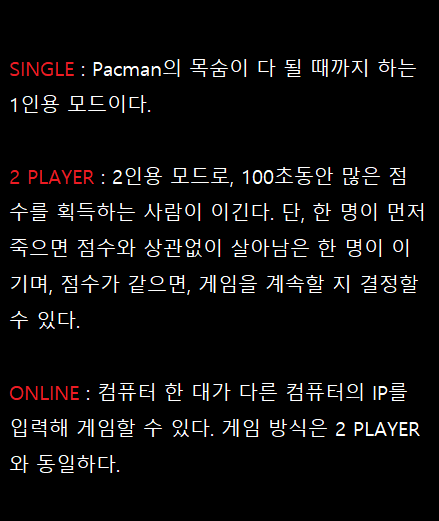 SINGLE : Pacman의 목숨이 다 될 때까지 하는
1인용 모드이다.
2 PLAYER : 2인용 모드로, 100초동안 많은 점
수를 획득하는 사람이 이긴다. 단, 한 명이 먼저
죽으면 점수와 상관없이 살아남은 한 명이 이
기며, 점수가 같으면, 게임을 계속할 지 결정할
수 있다.
ONLINE : 컴퓨터 한 대가 다른 컴퓨터의 IP를
입력해 게임할 수 있다. 게임 방식은 2 PLAYER
와 동일하다.